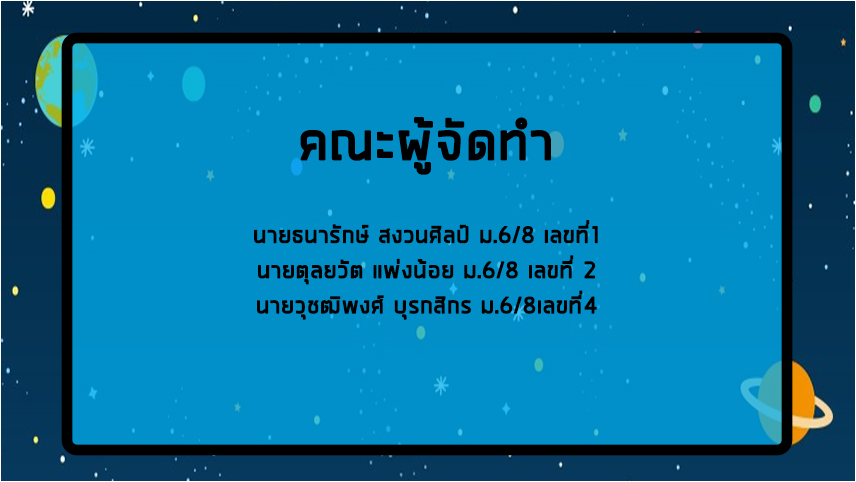 คณะผู้จัดทำ
นายธนารักษ์ สงวนศิลป์ ม.6/8 เลขที่1
นายตุลยวัต แพ่งน้อย ม.6/8 เลขที่ 2
นายวุชฒิพงศ์ บุรกสิกร ม.6/8เลขที่4